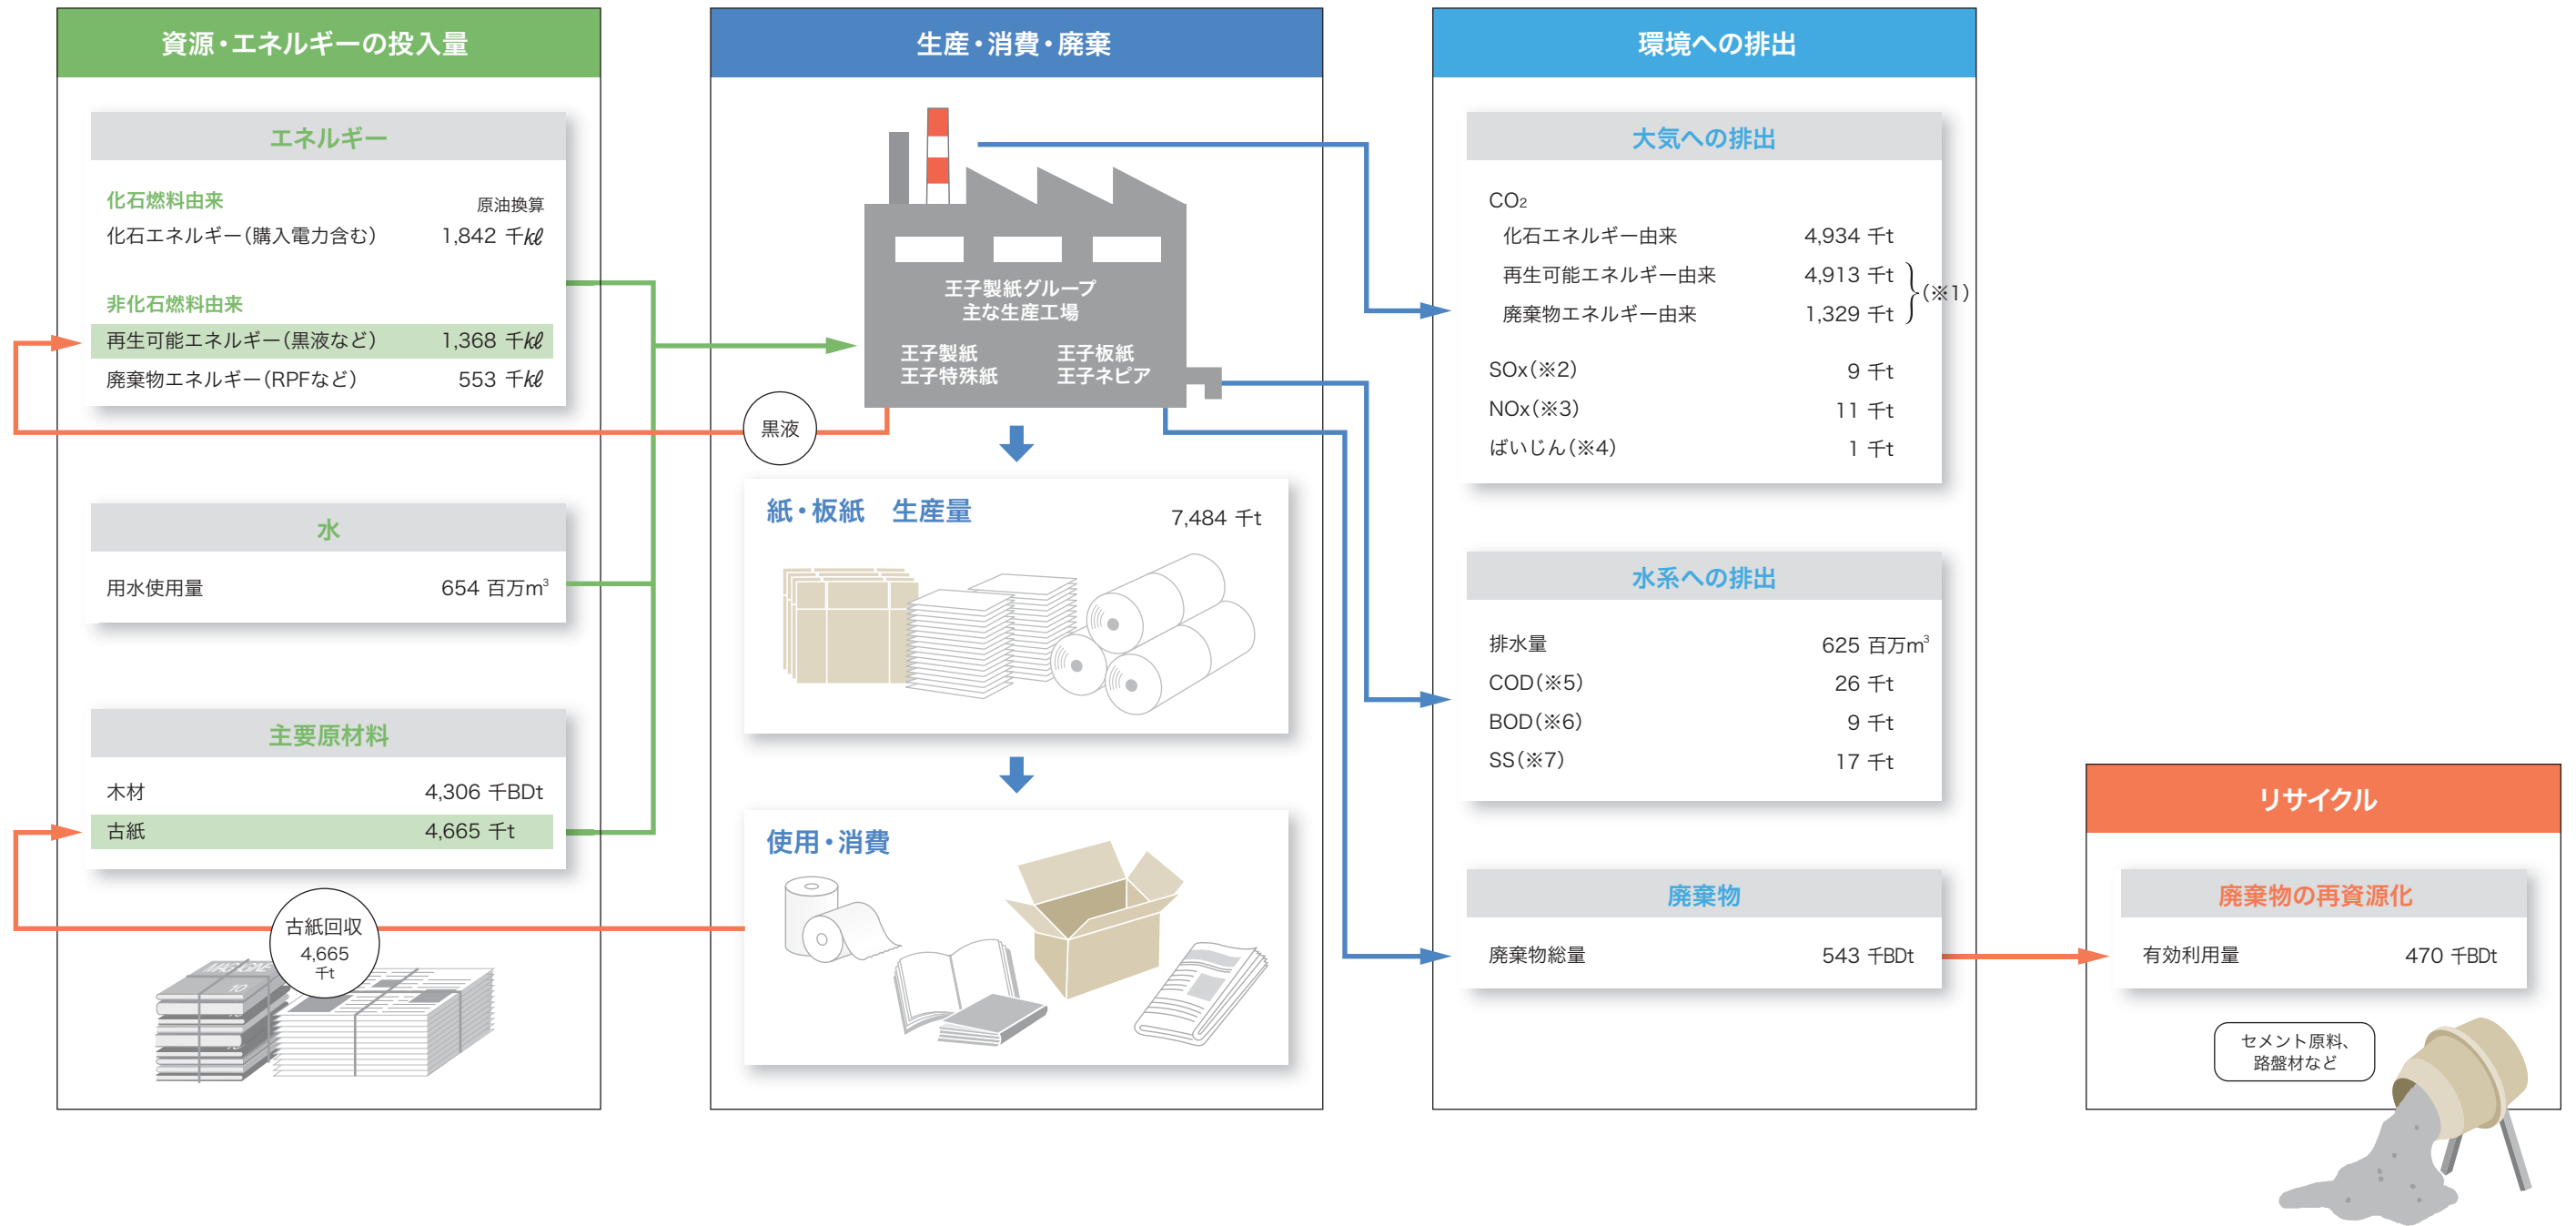 資源・エネルギーの投入量
エネルギー
化石燃料由来 原油換算
化石エネルギー（購入電力含む） 1,842 千㎘
非化石燃料由来
再生可能エネルギー（黒液など） 1,368 千㎘
廃棄物エネルギー（RPFなど） 553 千㎘
水
用水使用量 654 百万m³
主要原材料
木材 4,306 千BDt
古紙 4,665 千t
古紙回収
4,665
千t
MAGAZINE
10
生産・消費・廃棄
王子製紙グループ
主な生産工場
王子製紙 王子板紙
王子特殊紙 王子ネピア
黒液
紙・板紙　生産量 7,484 千t
使用・消費
環境への排出
大気への排出
CO₂
化石エネルギー由来 4,934 千t
再生可能エネルギー由来 4,913 千t
(※1)
廃棄物エネルギー由来 1,329 千t
SOx(※2) 9 千t
NOx(※3) 11 千t
ばいじん(※4) 1 千t
水系への排出
排水量 625 百万m³
COD(※5) 26 千t
BOD(※6) 9 千t
SS(※7) 17 千t
廃棄物
廃棄物総量 543 千BDt
リサイクル
廃棄物の再資源化
有効利用量 470 千BDt
セメント原料、
路盤材など